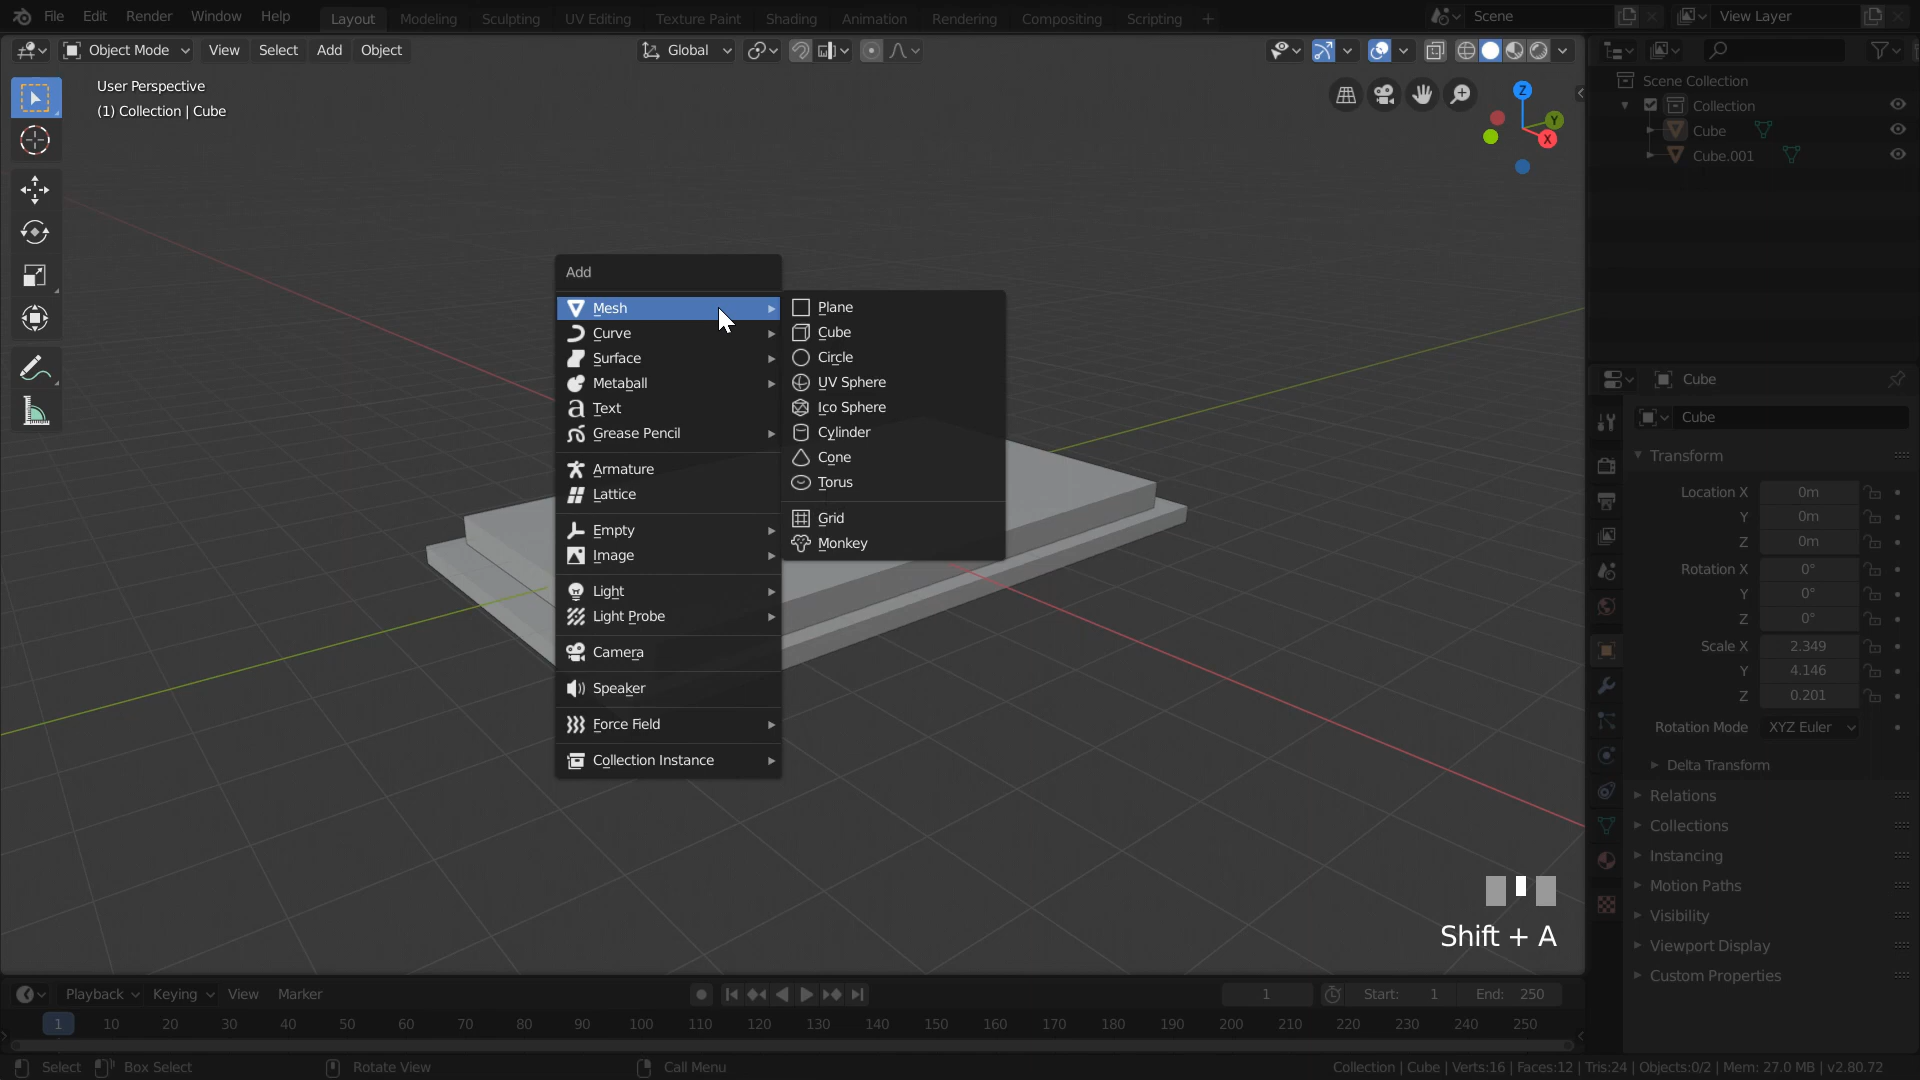 File Edit Render Window Help Layout Modeling Sculpting UV Editing Texture Paint Shading Animation Rendering Compositing Scripting + Scene View Layer
Object Mode View Select Add Object Global
User Perspective
(1) Collection | Cube
Z
Y
X
Scene Collection
Collection
Cube
Cube.001
Add
Mesh
Curve
Surface
Metaball
Text
Grease Pencil
Armature
Lattice
Empty
Image
Light
Light Probe
Camera
Speaker
Force Field
Collection Instance
Plane
Cube
Circle
UV Sphere
Ico Sphere
Cylinder
Cone
Torus
Grid
Monkey
Cube
Cube
Transform
Location X 0m
Y 0m
Z 0m
Rotation X 0°
Y 0°
Z 0°
Scale X 2.349
Y 4.146
Z 0.201
Rotation Mode XYZ Euler
Delta Transform
Relations
Collections
Instancing
Motion Paths
Visibility
Viewport Display
Custom Properties
Shift + A
Playback Keying View Marker 1 Start: 1 End: 250
1 10 20 30 40 50 60 70 80 90 100 110 120 130 140 150 160 170 180 190 200 210 220 230 240 250
Select Box Select Rotate View Call Menu Collection | Cube | Verts:16 | Faces:12 | Tris:24 | Objects:0/2 | Mem: 27.0 MB | v2.80.72